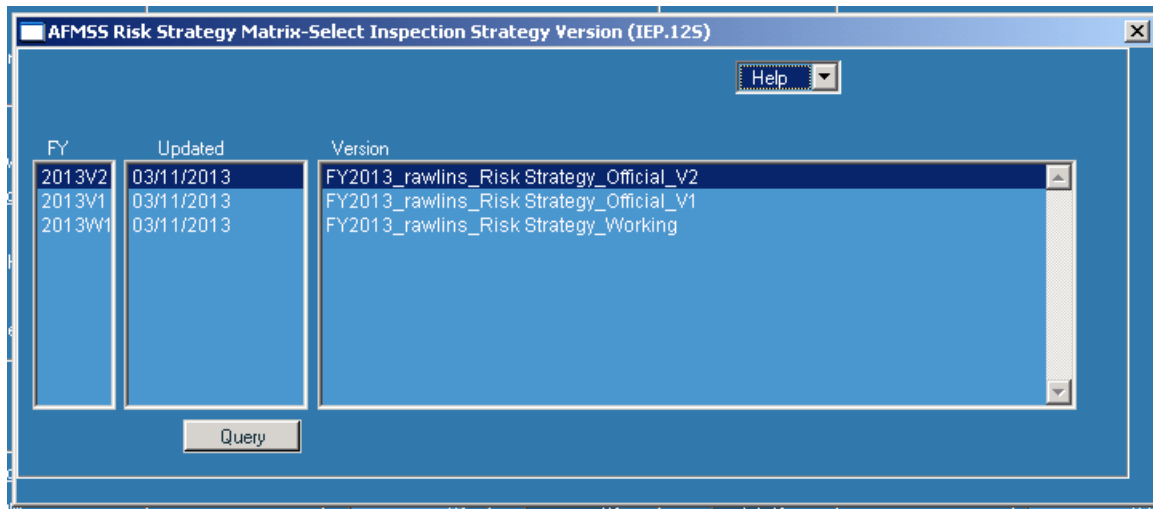 AFMSS Risk Strategy Matrix-Select Inspection Strategy Version (IEP.12S)
Help
FY Updated Version
2013V2 03/11/2013 FY2013_rawlins_Risk Strategy_Official_V2
2013V1 03/11/2013 FY2013_rawlins_Risk Strategy_Official_V1
2013W1 03/11/2013 FY2013_rawlins_Risk Strategy_Working
Query